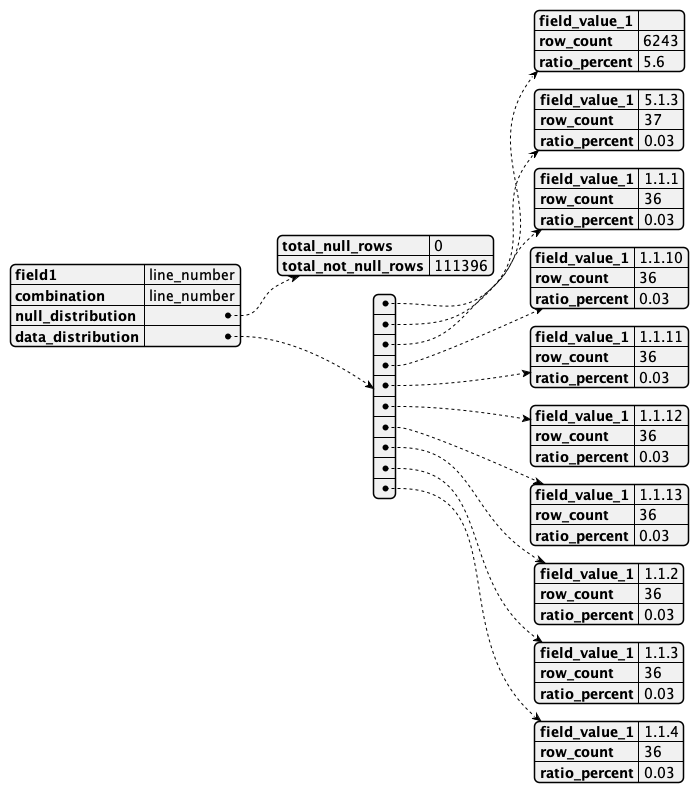 field1 line_number
combination line_number
null_distribution
data_distribution
total_null_rows 0
total_not_null_rows 111396
field_value_1
row_count 6243
ratio_percent 5.6
field_value_1 5.1.3
row_count 37
ratio_percent 0.03
field_value_1 1.1.1
row_count 36
ratio_percent 0.03
field_value_1 1.1.10
row_count 36
ratio_percent 0.03
field_value_1 1.1.11
row_count 36
ratio_percent 0.03
field_value_1 1.1.12
row_count 36
ratio_percent 0.03
field_value_1 1.1.13
row_count 36
ratio_percent 0.03
field_value_1 1.1.2
row_count 36
ratio_percent 0.03
field_value_1 1.1.3
row_count 36
ratio_percent 0.03
field_value_1 1.1.4
row_count 36
ratio_percent 0.03